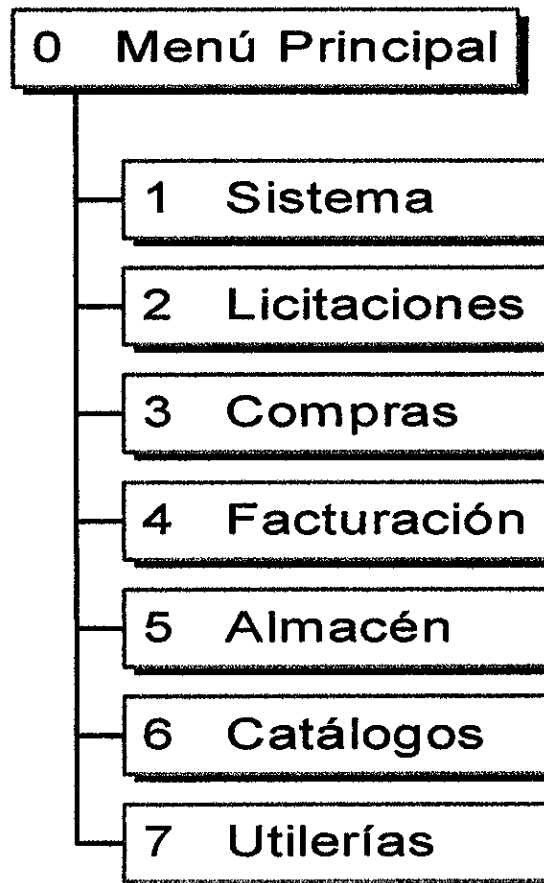 0 Menú Principal
1 Sistema
2 Licitaciones
3 Compras
4 Facturación
5 Almacén
6 Catálogos
7 Utilerías